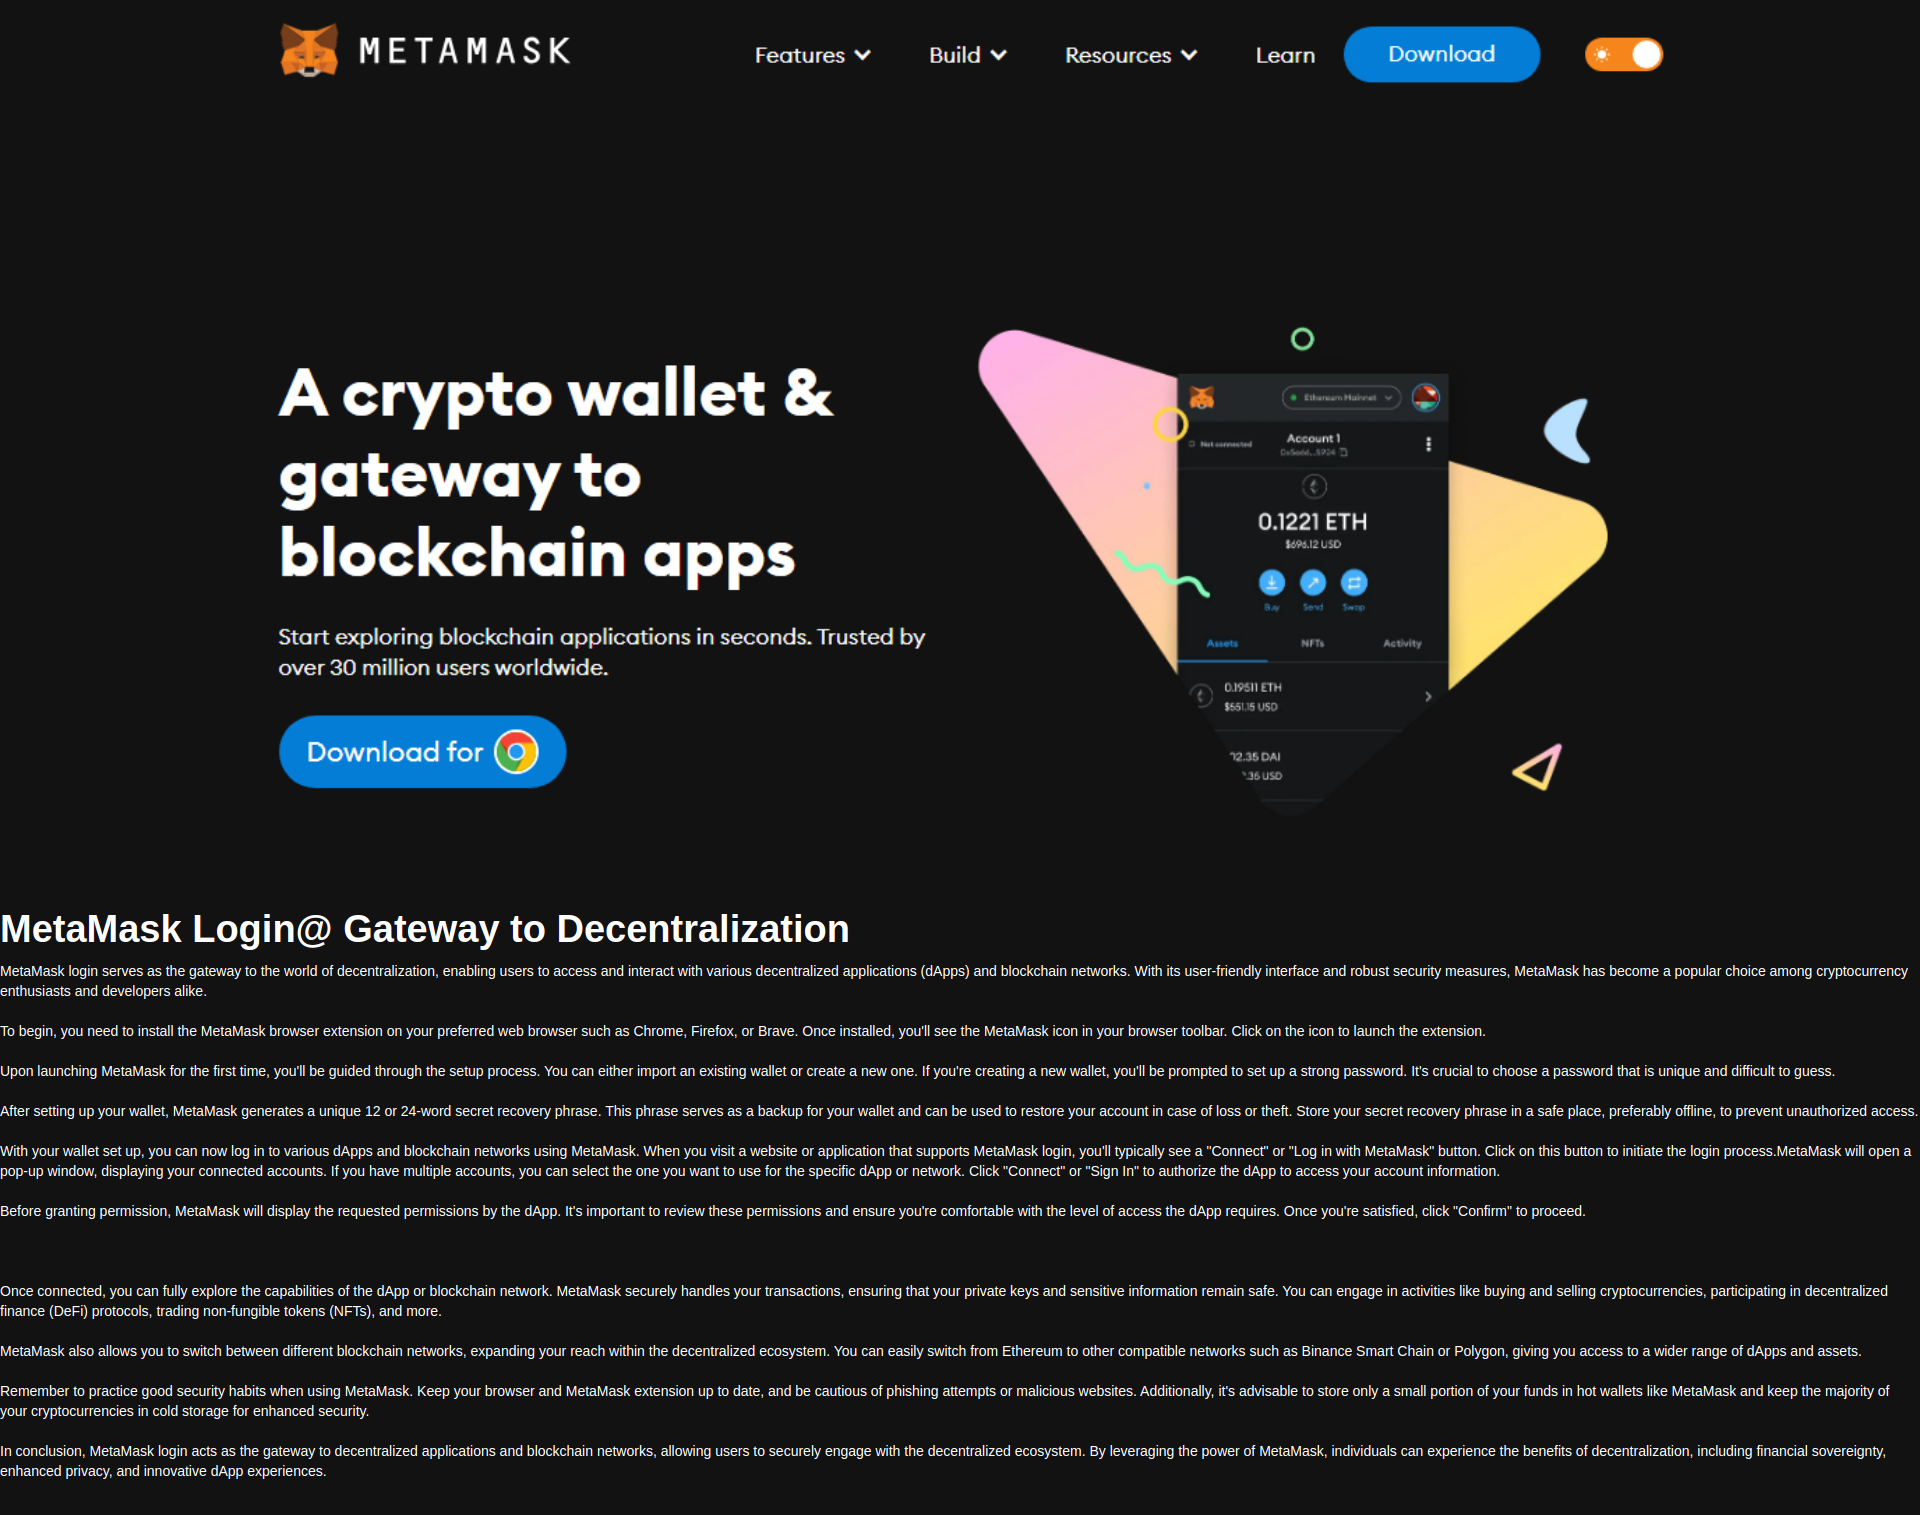 METAMASK
Features
Build
Resources
Learn
Download
A crypto wallet &
gateway to
blockchain apps
Start exploring blockchain applications in seconds. Trusted by
over 30 million users worldwide.
Download for
Ethereum Mainnet
Not connected
Account 1
0.1221 ETH
$696.12 USD
Buy
Send
Swap
Assets
NFTs
Activity
0.19511 ETH
$551.15 USD
02.35 DAI
.36 USD
MetaMask Login@ Gateway to Decentralization
MetaMask login serves as the gateway to the world of decentralization, enabling users to access and interact with various decentralized applications (dApps) and blockchain networks. With its user-friendly interface and robust security measures, MetaMask has become a popular choice among cryptocurrency
enthusiasts and developers alike.
To begin, you need to install the MetaMask browser extension on your preferred web browser such as Chrome, Firefox, or Brave. Once installed, you'll see the MetaMask icon in your browser toolbar. Click on the icon to launch the extension.
Upon launching MetaMask for the first time, you'll be guided through the setup process. You can either import an existing wallet or create a new one. If you're creating a new wallet, you'll be prompted to set up a strong password. It's crucial to choose a password that is unique and difficult to guess.
After setting up your wallet, MetaMask generates a unique 12 or 24-word secret recovery phrase. This phrase serves as a backup for your wallet and can be used to restore your account in case of loss or theft. Store your secret recovery phrase in a safe place, preferably offline, to prevent unauthorized access.
With your wallet set up, you can now log in to various dApps and blockchain networks using MetaMask. When you visit a website or application that supports MetaMask login, you'll typically see a "Connect" or "Log in with MetaMask" button. Click on this button to initiate the login process.MetaMask will open a
pop-up window, displaying your connected accounts. If you have multiple accounts, you can select the one you want to use for the specific dApp or network. Click "Connect" or "Sign In" to authorize the dApp to access your account information.
Before granting permission, MetaMask will display the requested permissions by the dApp. It's important to review these permissions and ensure you're comfortable with the level of access the dApp requires. Once you're satisfied, click "Confirm" to proceed.
Once connected, you can fully explore the capabilities of the dApp or blockchain network. MetaMask securely handles your transactions, ensuring that your private keys and sensitive information remain safe. You can engage in activities like buying and selling cryptocurrencies, participating in decentralized
finance (DeFi) protocols, trading non-fungible tokens (NFTs), and more.
MetaMask also allows you to switch between different blockchain networks, expanding your reach within the decentralized ecosystem. You can easily switch from Ethereum to other compatible networks such as Binance Smart Chain or Polygon, giving you access to a wider range of dApps and assets.
Remember to practice good security habits when using MetaMask. Keep your browser and MetaMask extension up to date, and be cautious of phishing attempts or malicious websites. Additionally, it's advisable to store only a small portion of your funds in hot wallets like MetaMask and keep the majority of
your cryptocurrencies in cold storage for enhanced security.
In conclusion, MetaMask login acts as the gateway to decentralized applications and blockchain networks, allowing users to securely engage with the decentralized ecosystem. By leveraging the power of MetaMask, individuals can experience the benefits of decentralization, including financial sovereignty,
enhanced privacy, and innovative dApp experiences.